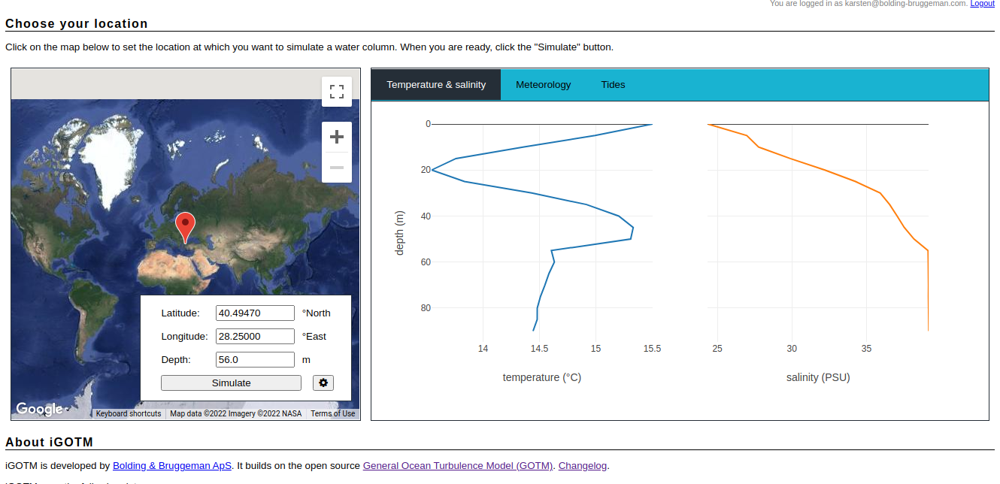 You are logged in as karsten@bolding-bruggeman.com. Logout
Choose your location
Click on the map below to set the location at which you want to simulate a water column. When you are ready, click the "Simulate" button.
Temperature & salinity Meteorology Tides
0
20
40
60
80
depth (m)
14 14.5 15 15.5
temperature (°C)
25 30 35
salinity (PSU)
Latitude: 40.49470 °North
Longitude: 28.25000 °East
Depth: 56.0 m
Simulate
Google
Keyboard shortcuts Map data ©2022 Imagery ©2022 NASA Terms of Use
About iGOTM
iGOTM is developed by Bolding & Bruggeman ApS. It builds on the open source General Ocean Turbulence Model (GOTM). Changelog.